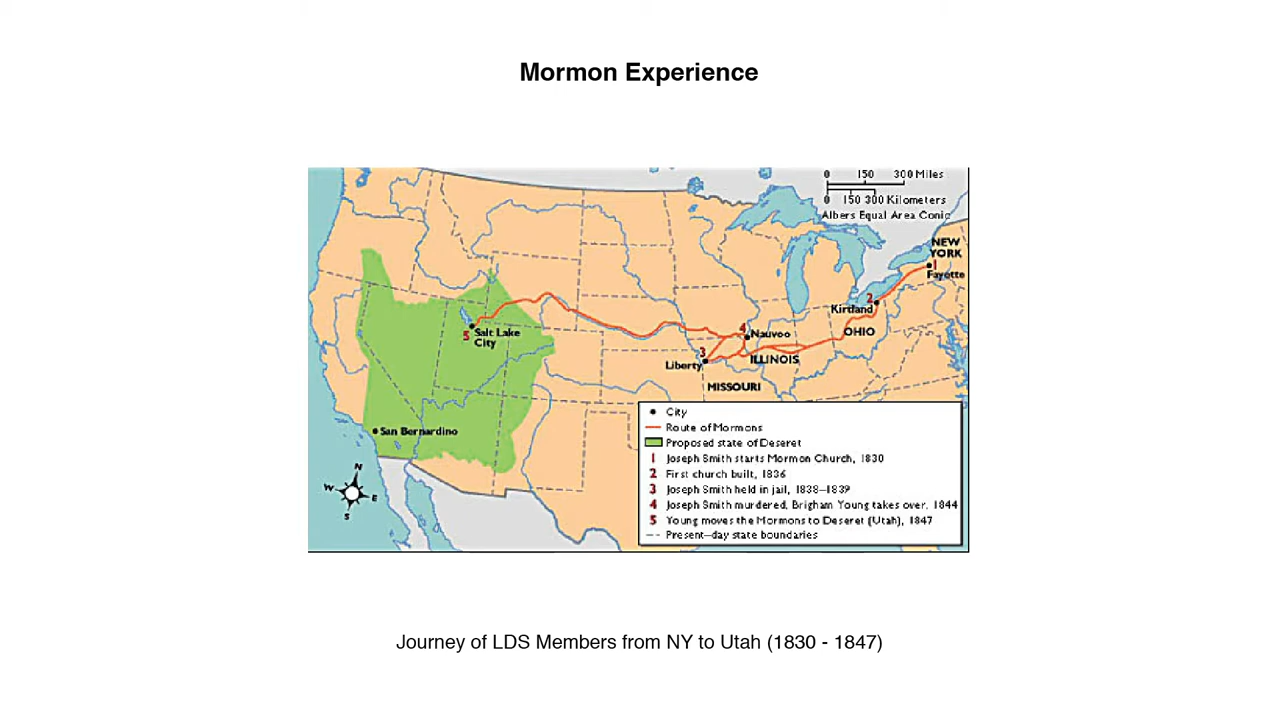 Mormon Experience
0 150 300 Miles
0 150 300 Kilometers
Albers Equal Area Conic
NEW
YORK
1
Fayette
2
Kirtland
OHIO
4
Nauvoo
5
Salt Lake
City
3
Liberty
ILLINOIS
MISSOURI
San Bernardino
N
W
E
S
City
Route of Mormons
Proposed state of Deseret
1 Joseph Smith starts Mormon Church, 1830
2 First church built, 1836
3 Joseph Smith held in jail, 1838–1839
4 Joseph Smith murdered, Brigham Young takes over, 1844
5 Young moves the Mormons to Deseret (Utah), 1847
Present–day state boundaries
Journey of LDS Members from NY to Utah (1830 - 1847)